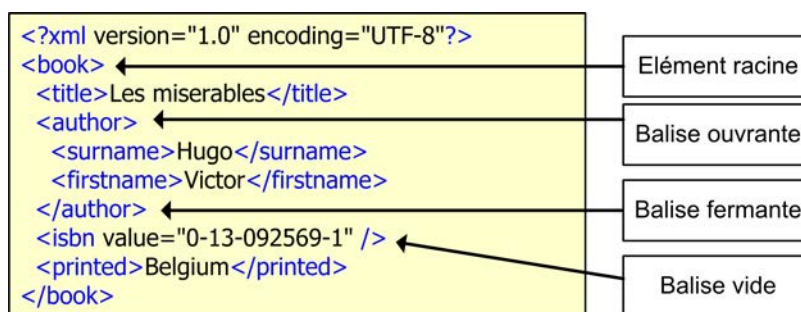 <?xml version="1.0" encoding="UTF-8"?>
<book>
<title>Les miserables</title>
<author>
<surname>Hugo</surname>
<firstname>Victor</firstname>
</author>
<isbn value="0-13-092569-1" />
<printed>Belgium</printed>
</book>
Elément racine
Balise ouvrante
Balise fermante
Balise vide